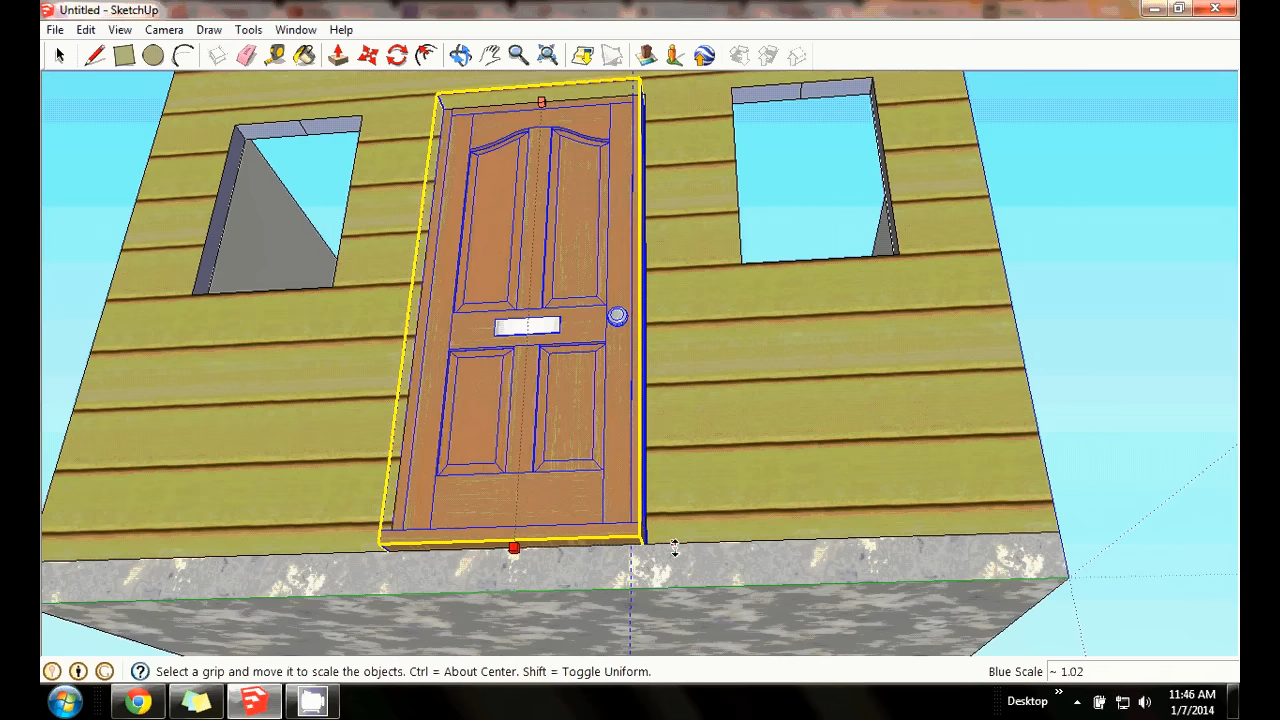 Untitled - SketchUp
File Edit View Camera Draw Tools Window Help
Select a grip and move it to scale the objects. Ctrl = About Center. Shift = Toggle Uniform.
Blue Scale ~ 1.02
Desktop
11:46 AM
1/7/2014